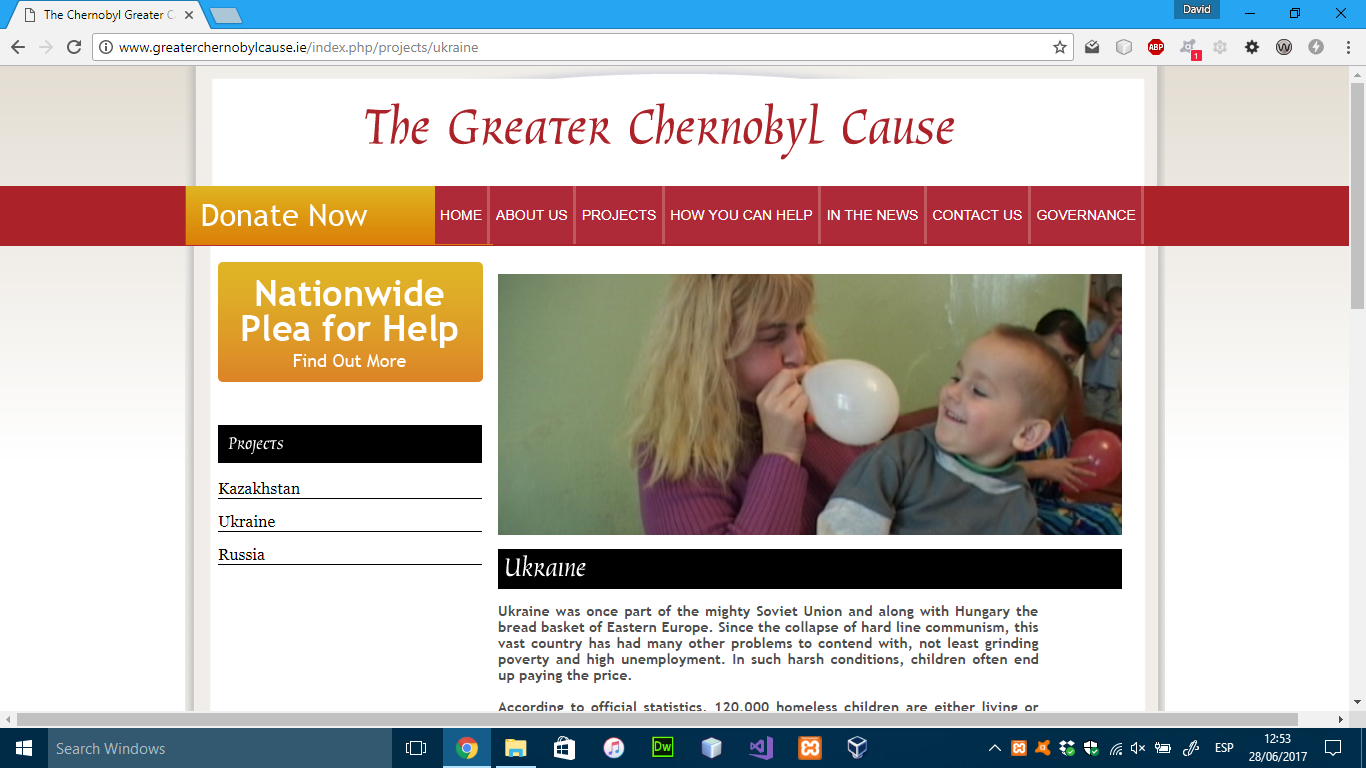 The Chernobyl Greater C
David
www.greaterchernobylcause.ie/index.php/projects/ukraine
ABP
1
W
The Greater Chernobyl Cause
Donate Now
HOME
ABOUT US
PROJECTS
HOW YOU CAN HELP
IN THE NEWS
CONTACT US
GOVERNANCE
Nationwide
Plea for Help
Find Out More
Projects
Kazakhstan
Ukraine
Russia
Ukraine
Ukraine was once part of the mighty Soviet Union and along with Hungary the
bread basket of Eastern Europe. Since the collapse of hard line communism, this
vast country has had many other problems to contend with, not least grinding
poverty and high unemployment. In such harsh conditions, children often end
up paying the price.
According to official statistics, 120,000 homeless children are either living or
Search Windows
Dw
ESP
12:53
28/06/2017